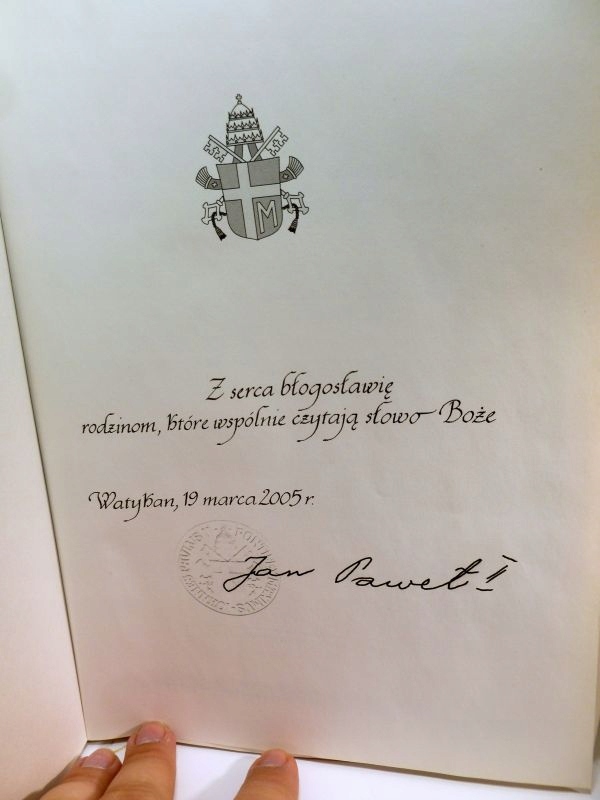 M
Z serca błogosławię
rodzinom, które wspólnie czytają słowo Boże
Watykan, 19 marca 2005 r.
Jan Paweł II